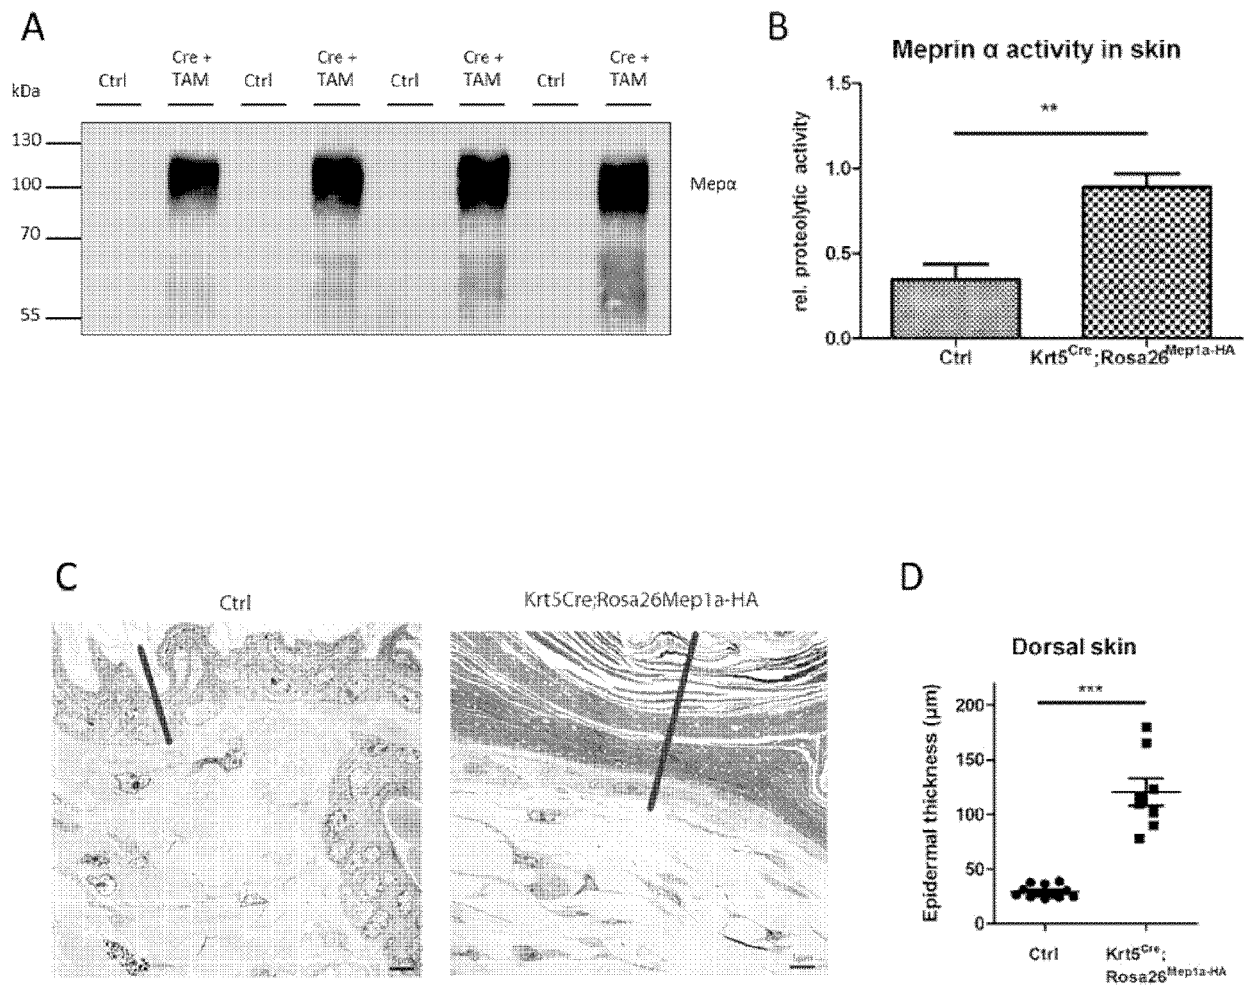 A
Ctrl
Cre +
TAM
Ctrl
Cre +
TAM
Ctrl
Cre +
TAM
Ctrl
Cre +
TAM
kDa
130
100
70
55
Mepα
B
Meprin α activity in skin
rel. proteolytic activity
1.5
1.0
0.5
0.0
**
Ctrl
Krt5Cre;Rosa26Mep1a-HA
C
Ctrl
Krt5Cre;Rosa26Mep1a-HA
5µm
5µm
D
Dorsal skin
Epidermal thickness (µm)
200
150
100
50
0
***
Ctrl
Krt5Cre;
Rosa26Mep1a-HA